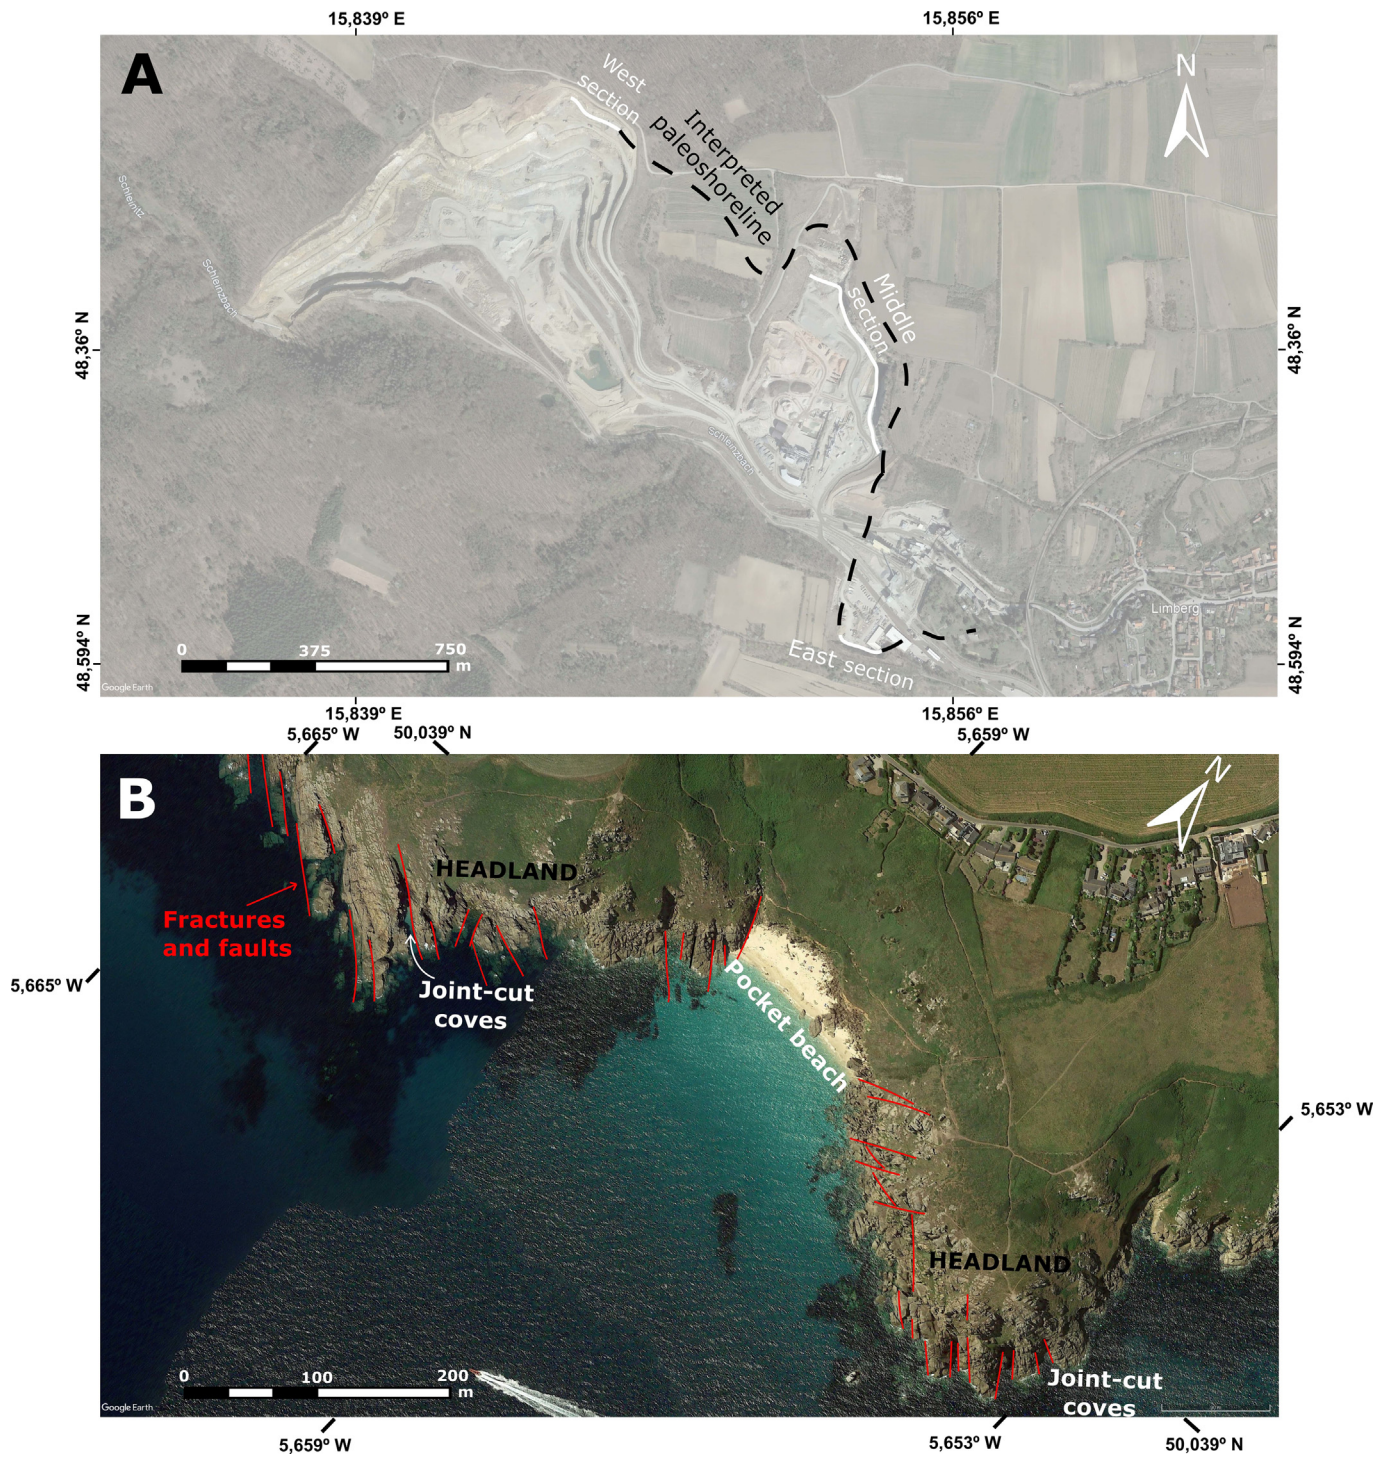 15,839º E
15,856º E
A
N
West
section
Interpreted
paleoshoreline
Schleinitz
Schleinzbach
Middle
section
48,36º N
48,36º N
Schleinzbach
Limberg
48,594º N
48,594º N
0 375 750
m
East section
Google Earth
15,839º E
15,856º E
5,665º W
50,039º N
5,659º W
B
N
HEADLAND
Fractures
and faults
Joint-cut
coves
Pocket beach
5,665º W
5,653º W
HEADLAND
0 100 200
m
Joint-cut
coves
Google Earth
5,659º W
5,653º W
50,039º N